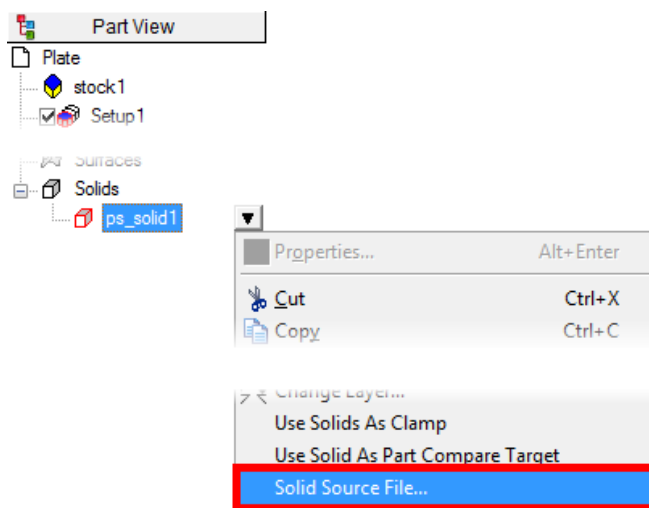 Part View
Plate
stock1
Setup1
Surfaces
Solids
ps_solid1
Properties... Alt+Enter
Cut Ctrl+X
Copy Ctrl+C
Change Layer...
Use Solids As Clamp
Use Solid As Part Compare Target
Solid Source File...